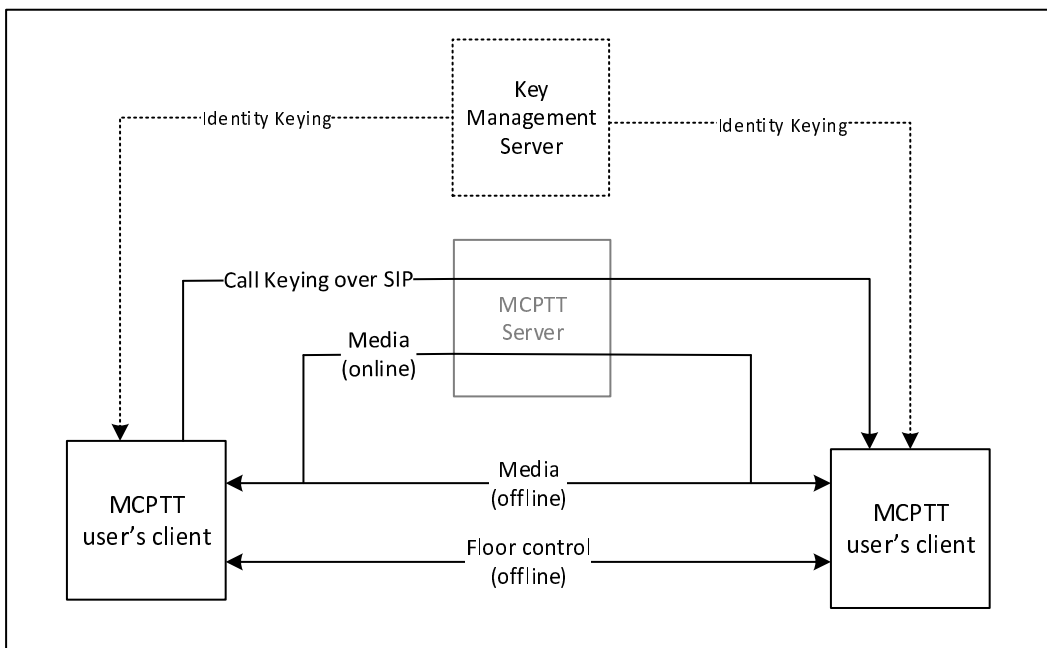 Key
Management
Server
Identity Keying
Identity Keying
Call Keying over SIP
MCPTT
Server
Media
(online)
Media
(offline)
MCPTT
user's client
MCPTT
user's client
Floor control
(offline)